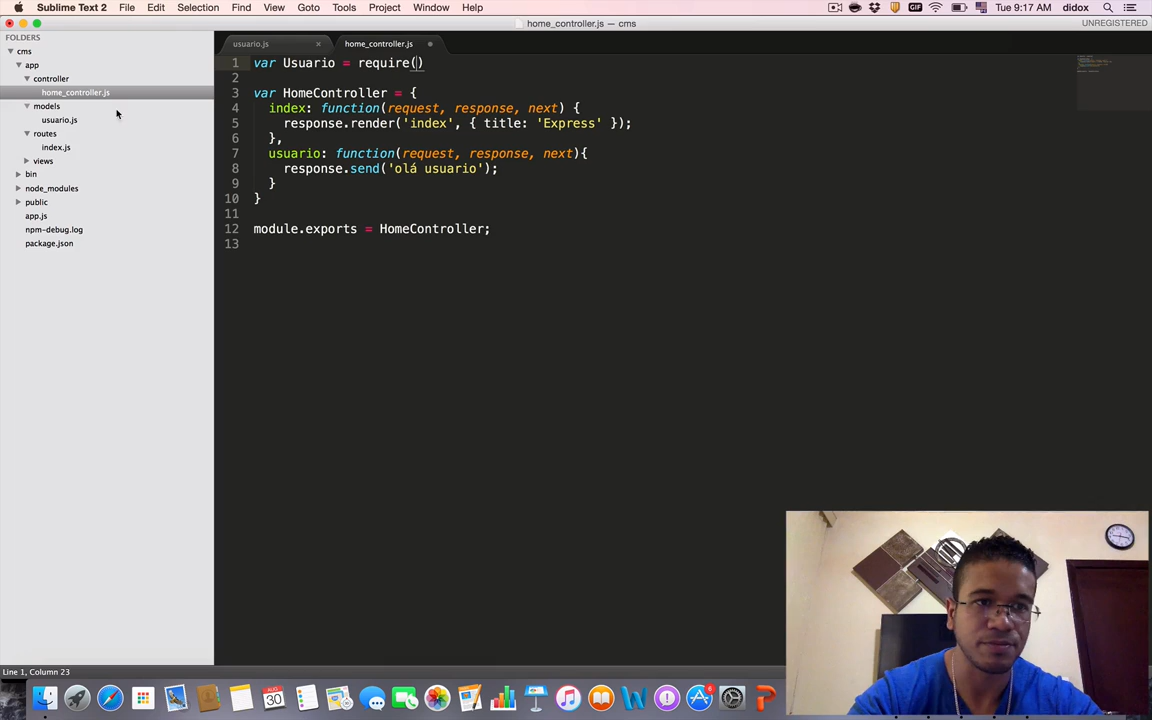 Sublime Text 2 File Edit Selection Find View Goto Tools Project Window Help GIF Tue 9:17 AM didox
home_controller.js — cms UNREGISTERED
FOLDERS
cms
app
controller
home_controller.js
models
usuario.js
routes
index.js
views
bin
node_modules
public
app.js
npm-debug.log
package.json
usuario.js × home_controller.js
1 var Usuario = require()
2
3 var HomeController = {
4 index: function(request, response, next) {
5 response.render('index', { title: 'Express' });
6 },
7 usuario: function(request, response, next){
8 response.send('olá usuario');
9 }
10 }
11
12 module.exports = HomeController;
13
Line 1, Column 23
AUG
30
6